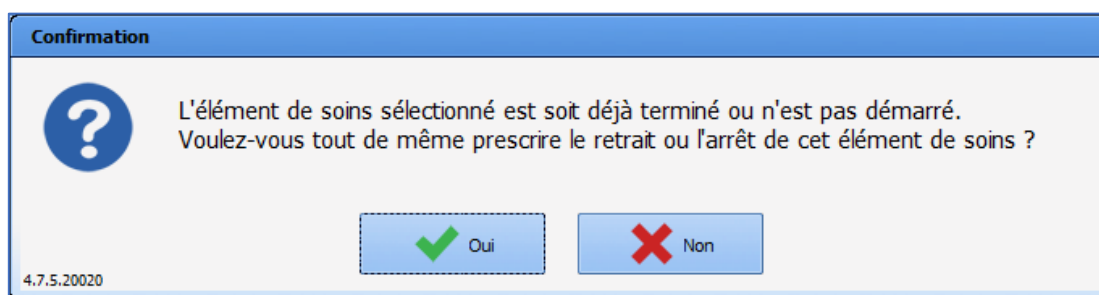 Confirmation
L'élément de soins sélectionné est soit déjà terminé ou n'est pas démarré.
Voulez-vous tout de même prescrire le retrait ou l'arrêt de cet élément de soins ?
Oui
Non
4.7.5.20020